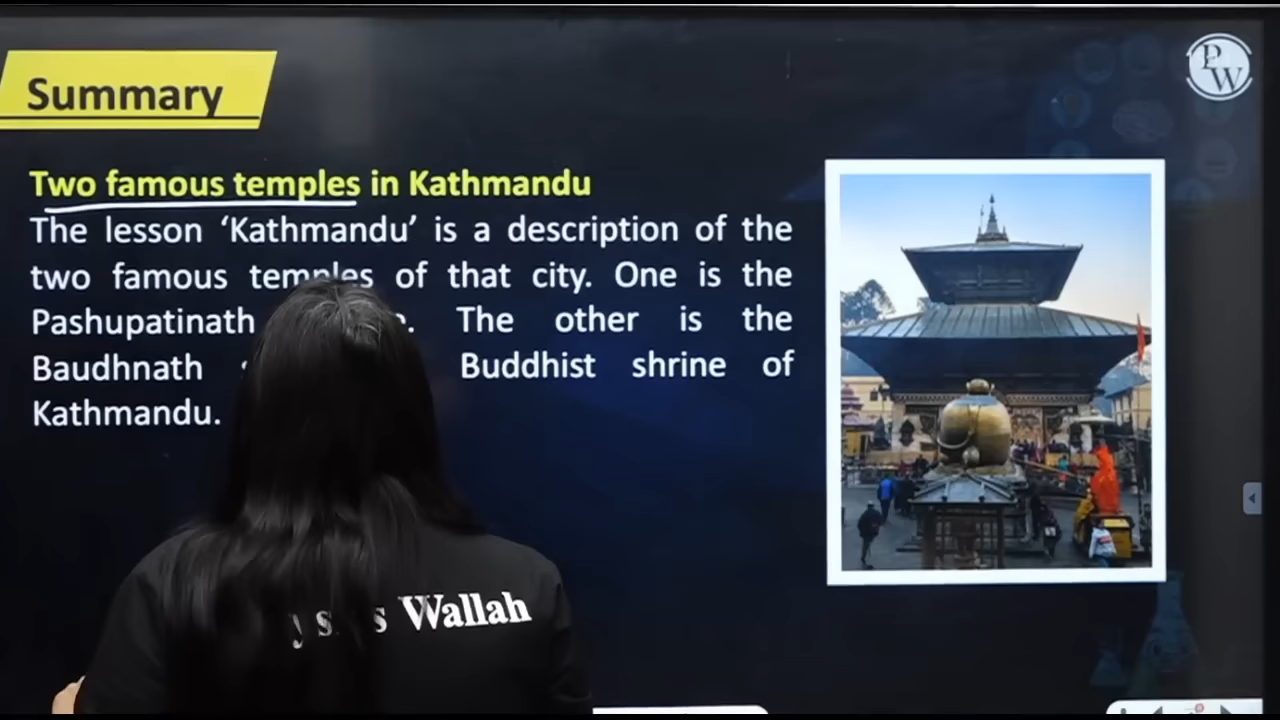 PW
Summary
Two famous temples in Kathmandu
The lesson ‘Kathmandu’ is a description of the
two famous temples of that city. One is the
Pashupatinath . The other is the
Baudhnath Buddhist shrine of
Kathmandu.
Wallah